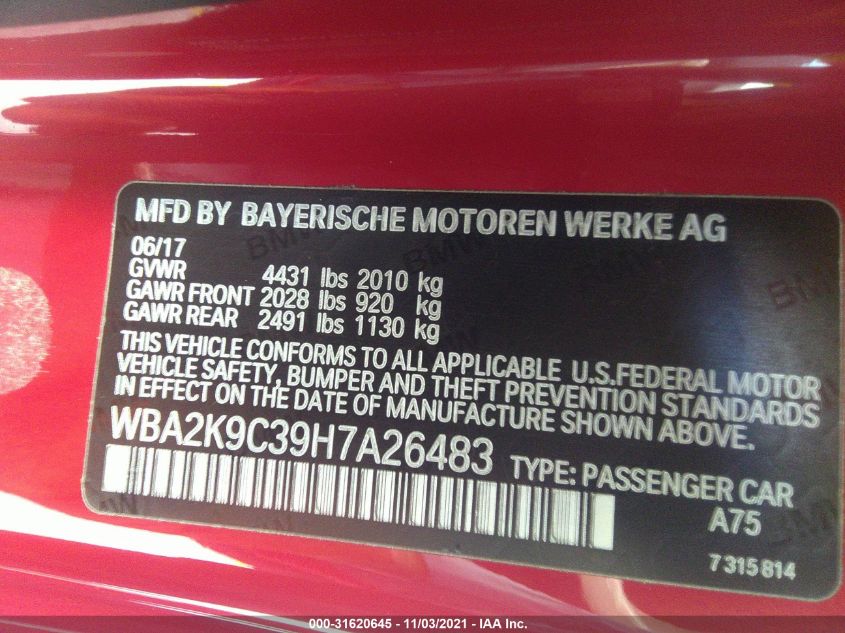 MFD BY BAYERISCHE MOTOREN WERKE AG
06/17
GVWR 4431 lbs 2010 kg
GAWR FRONT 2028 lbs 920 kg
GAWR REAR 2491 lbs 1130 kg
THIS VEHICLE CONFORMS TO ALL APPLICABLE U.S.FEDERAL MOTOR
VEHICLE SAFETY, BUMPER AND THEFT PREVENTION STANDARDS
IN EFFECT ON THE DATE OF MANUFACTURE SHOWN ABOVE.
WBA2K9C39H7A26483 TYPE: PASSENGER CAR
A75
7315814
000-31620645 - 11/03/2021 - IAA Inc.